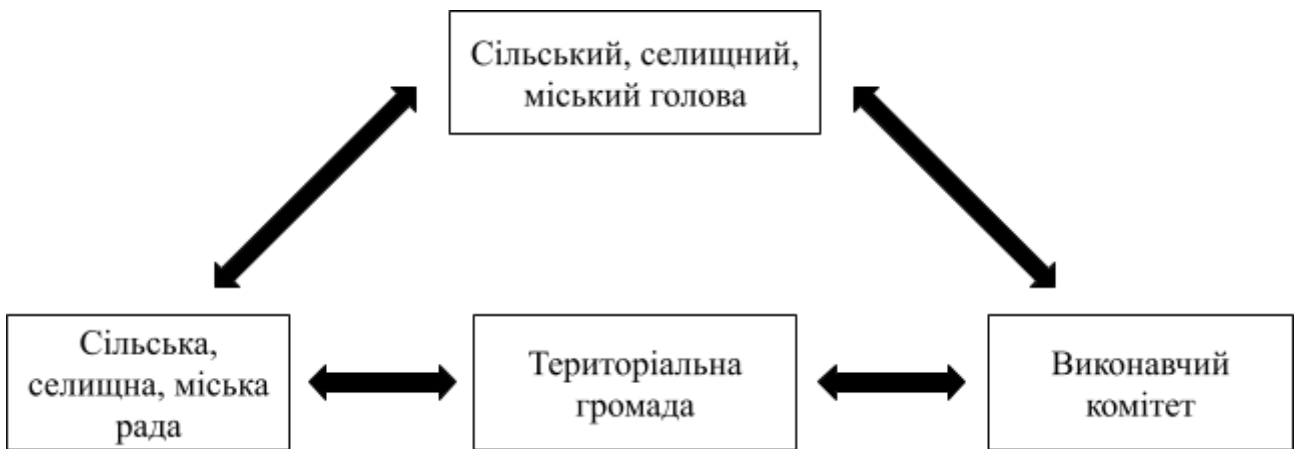 Сільський, селищний,
міський голова
Сільська,
селищна, міська
рада
Територіальна
громада
Виконавчий
комітет